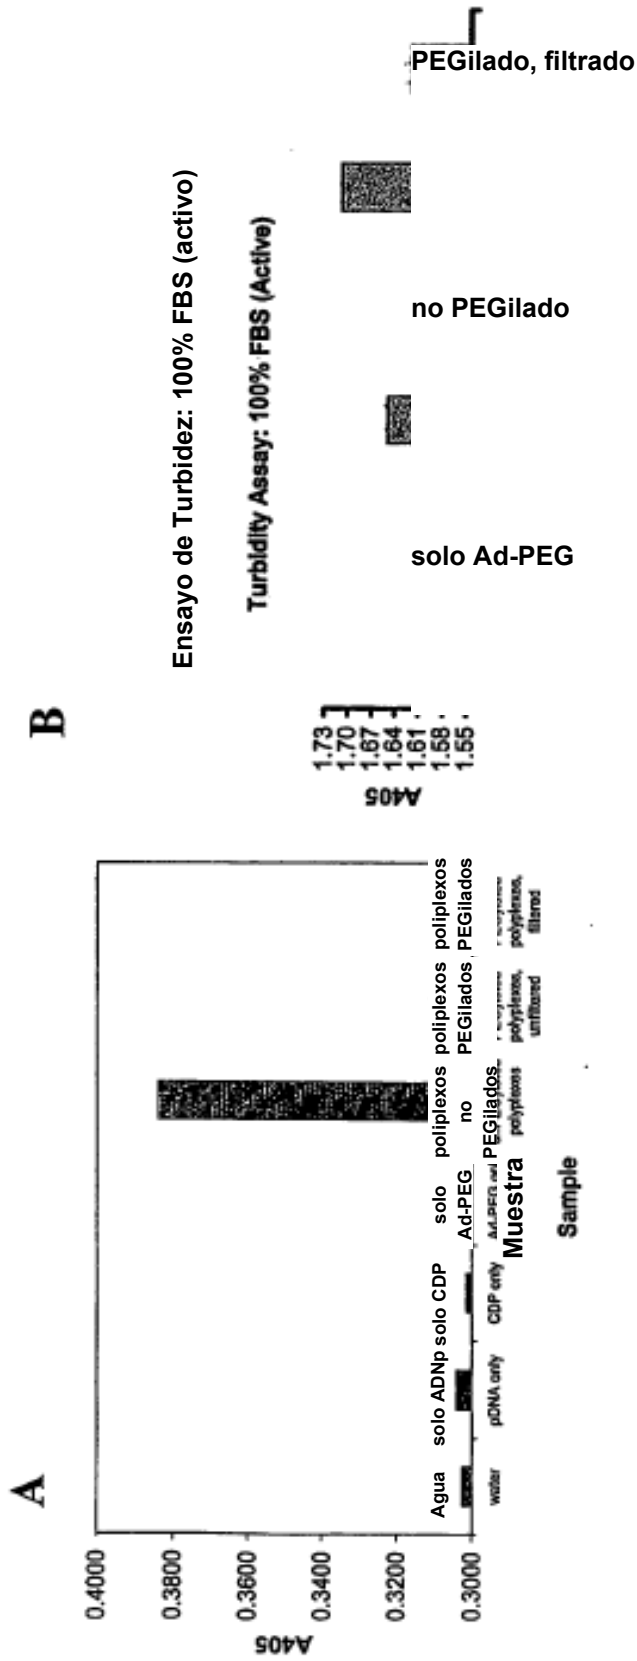 A
0.4000
0.3800
0.3600
0.3400
0.3200
0.3000
A405
Agua
solo ADNp
solo CDP
solo
Ad-PEG
poliplexos
no
PEGilados
poliplexos
PEGilados,
poliplexos
PEGilados
water
pDNA only
CDP only
Ad-PEG
polyplexes
polyplexes,
unfiltered
polyplexes,
filtered
Muestra
Sample
B
Ensayo de Turbidez: 100% FBS (activo)
Turbidity Assay: 100% FBS (Active)
1.73
1.70
1.67
1.64
1.61
1.58
1.55
A405
solo Ad-PEG
no PEGilado
PEGilado, filtrado